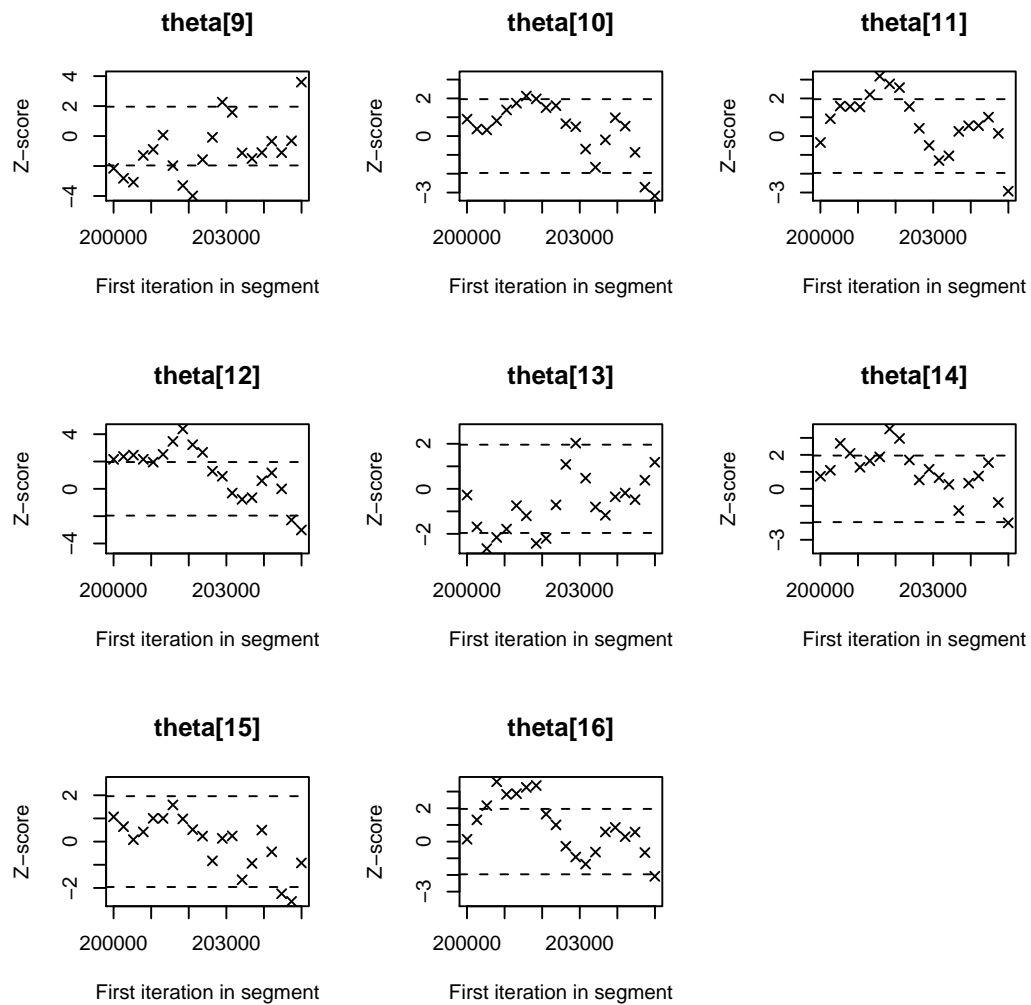 theta[9]
Z−score
4
2
0
−4
200000 203000
First iteration in segment
theta[10]
Z−score
2
0
−3
200000 203000
First iteration in segment
theta[11]
Z−score
2
0
−3
200000 203000
First iteration in segment
theta[12]
Z−score
4
0
−4
200000 203000
First iteration in segment
theta[13]
Z−score
2
0
−2
200000 203000
First iteration in segment
theta[14]
Z−score
2
0
−3
200000 203000
First iteration in segment
theta[15]
Z−score
2
0
−2
200000 203000
First iteration in segment
theta[16]
Z−score
2
0
−3
200000 203000
First iteration in segment